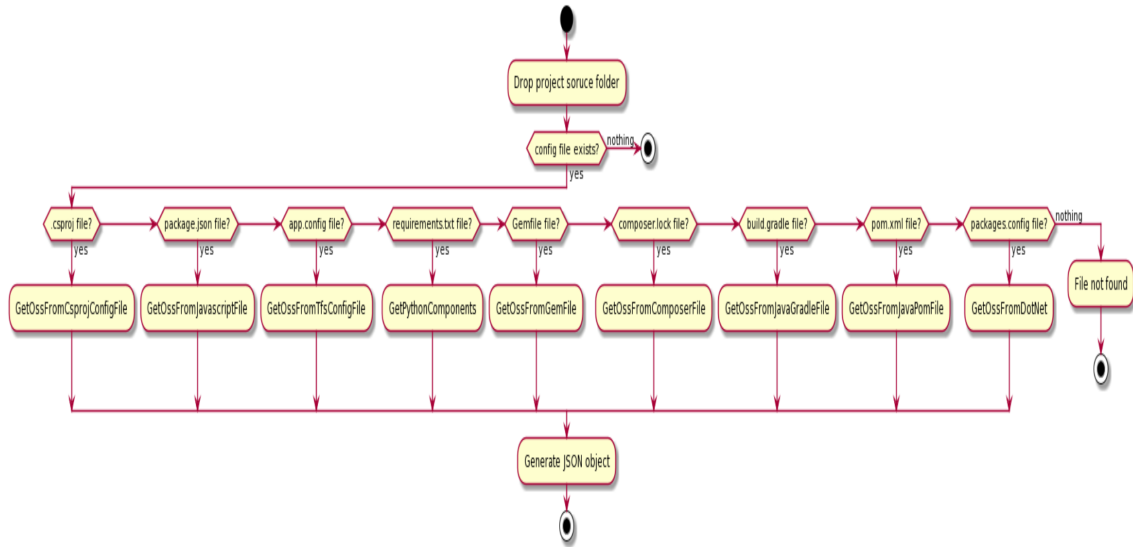 Drop project soruce folder
config file exists?
nothing
yes
.csproj file?
package.json file?
app.config file?
requirements.txt file?
Gemfile file?
composer.lock file?
build.gradle file?
pom.xml file?
packages.config file?
nothing
yes
yes
yes
yes
yes
yes
yes
yes
yes
GetOssFromCsprojConfigFile
GetOssFromJavascriptFile
GetOssFromTfsConfigFile
GetPythonComponents
GetOssFromGemFile
GetOssFromComposerFile
GetOssFromJavaGradleFile
GetOssFromJavaPomFile
GetOssFromDotNet
File not found
Generate JSON object